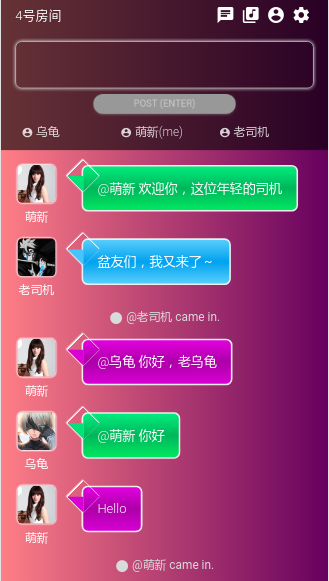 4号房间
POST (ENTER)
乌龟 萌新(me) 老司机
@萌新 欢迎你，这位年轻的司机
萌新
盆友们，我又来了～
老司机
@老司机 came in.
@乌龟 你好，老乌龟
萌新
@萌新 你好
乌龟
Hello
萌新
@萌新 came in.